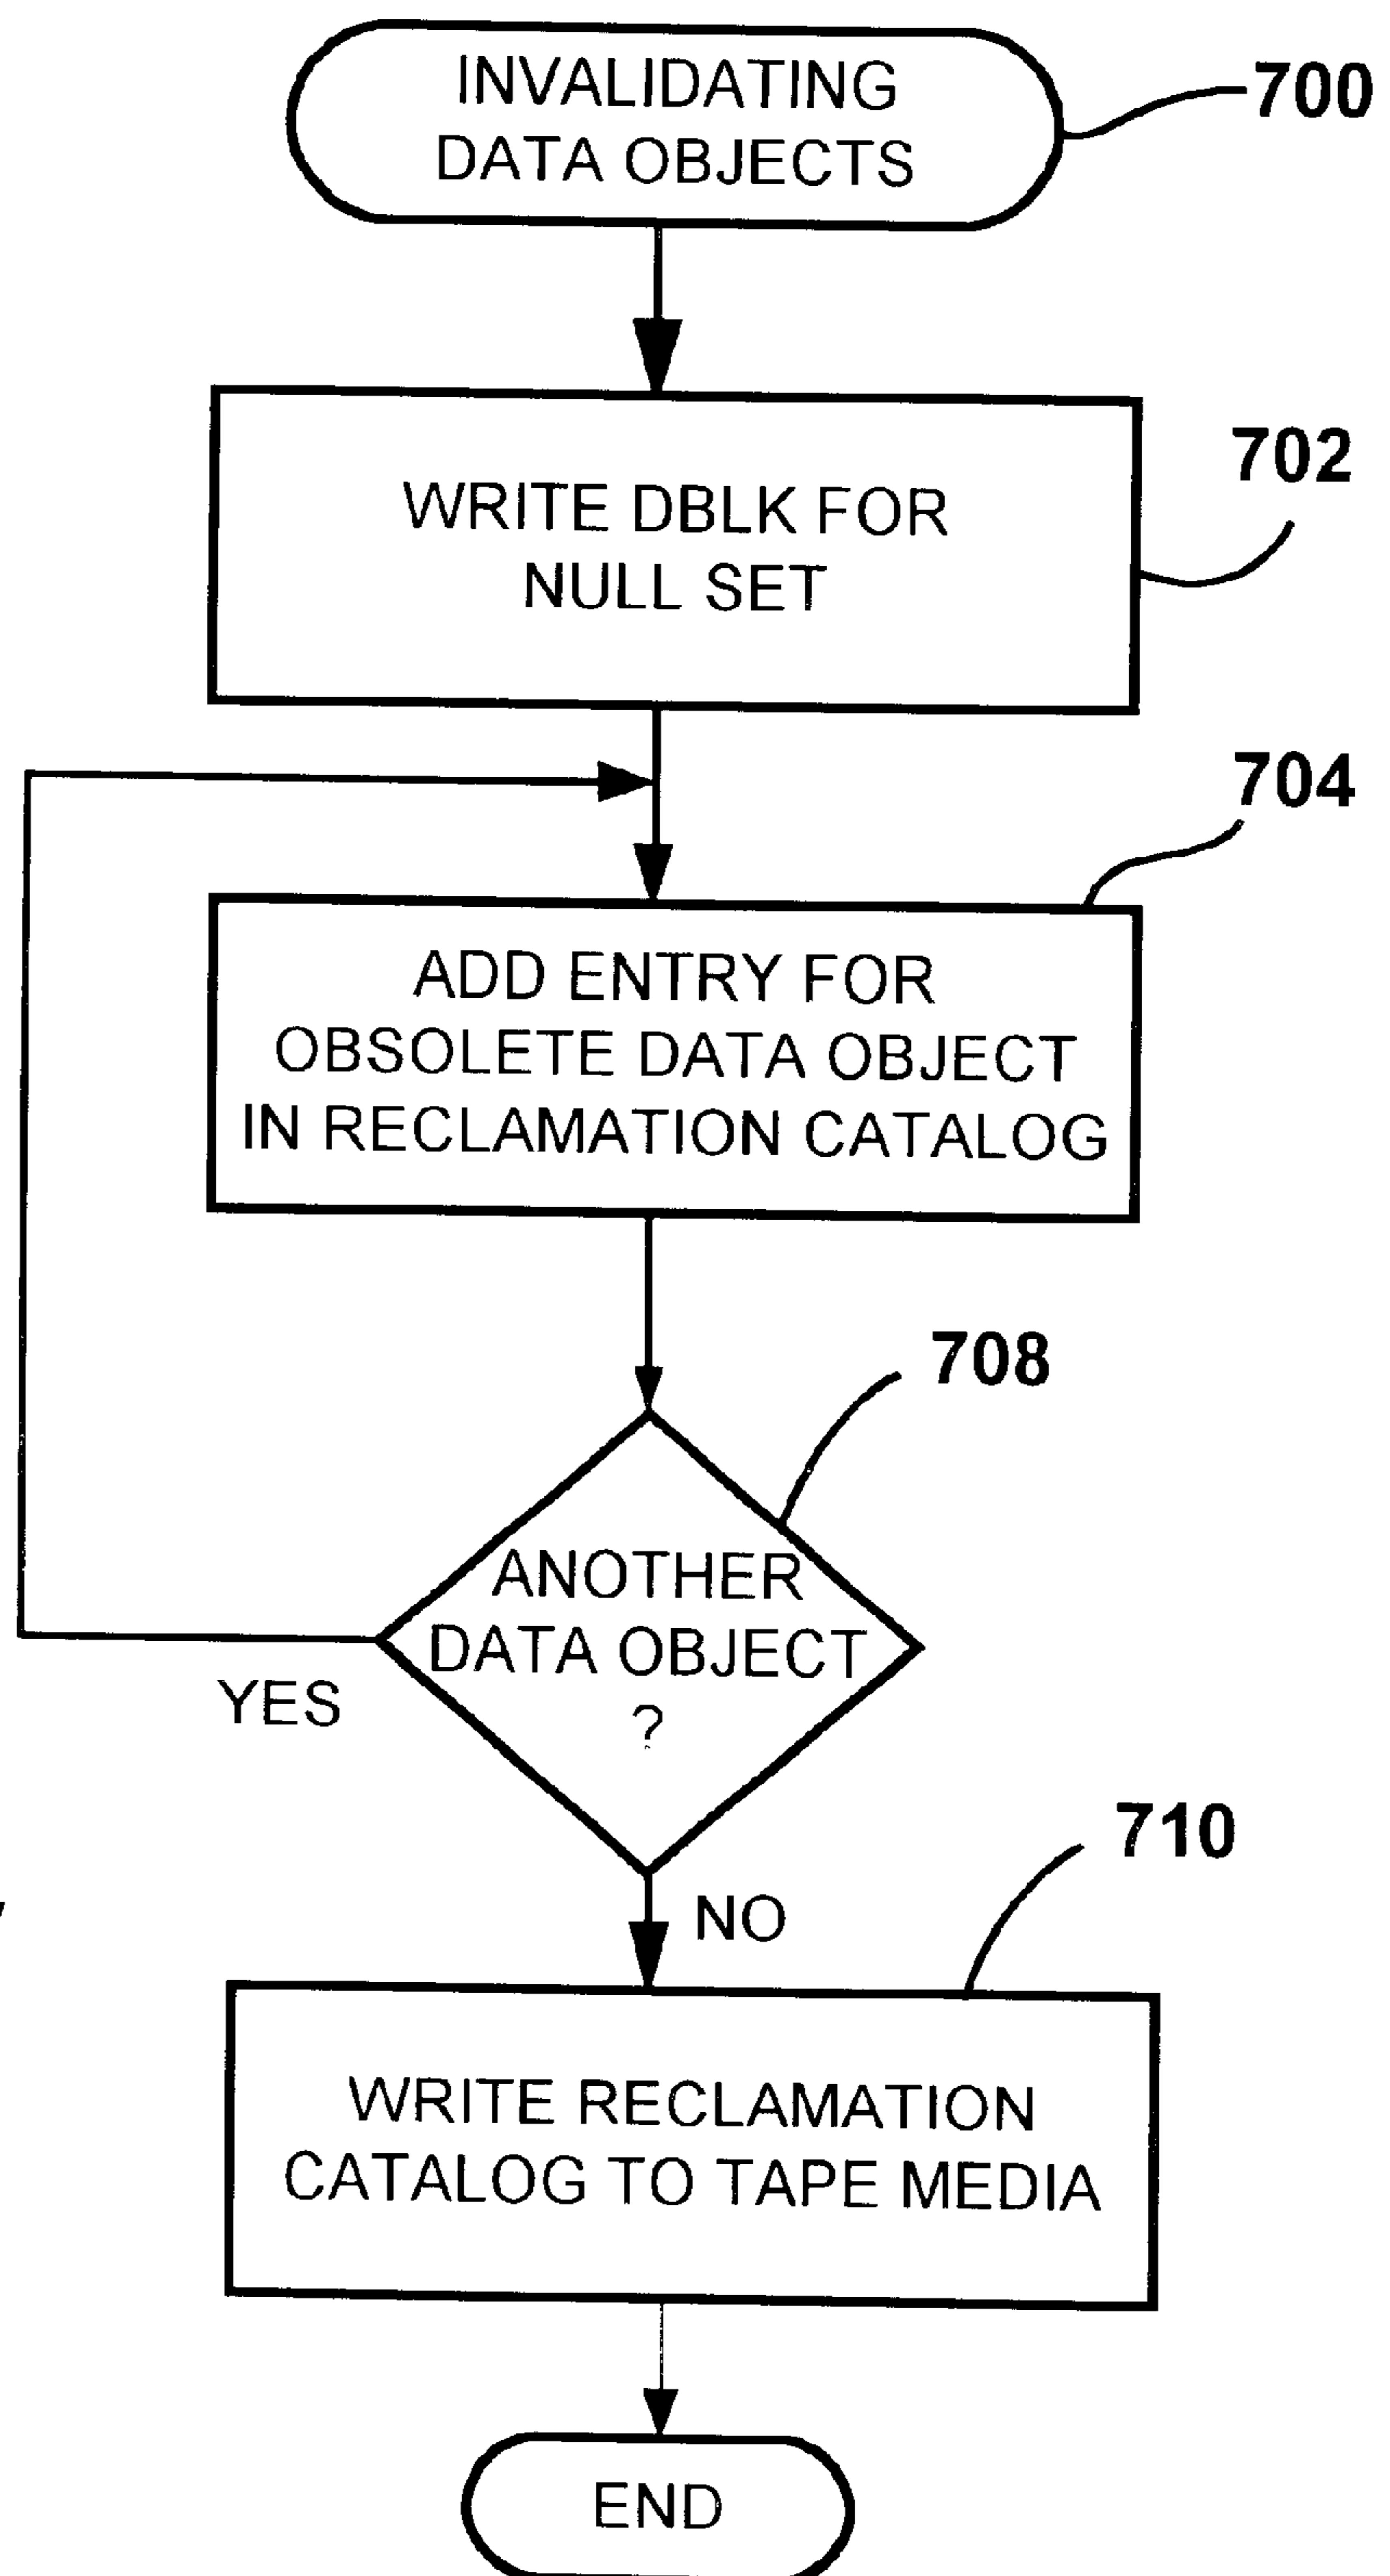 INVALIDATING
DATA OBJECTS
700
WRITE DBLK FOR
NULL SET
702
704
ADD ENTRY FOR
OBSOLETE DATA OBJECT
IN RECLAMATION CATALOG
708
ANOTHER
DATA OBJECT
?
YES
NO
710
WRITE RECLAMATION
CATALOG TO TAPE MEDIA
END